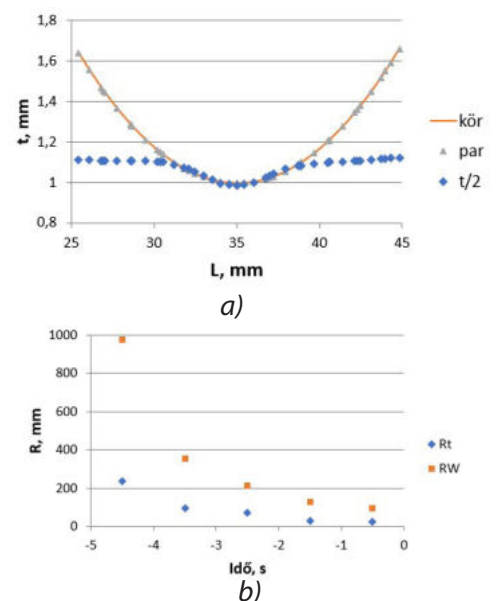 1,8
1,6
1,4
1,2
1
0,8
t, mm
25 30 35 40 45
L, mm
kör
par
t/2
a)
1000
800
600
400
200
0
R, mm
-5 -4 -3 -2 -1 0
Idő, s
Rt
RW
b)